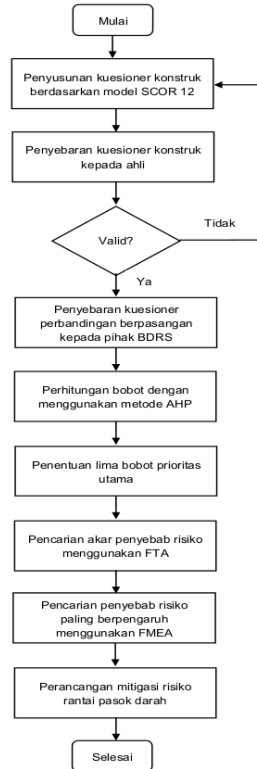 Mulai
Penyusunan kuesioner konstruk
berdasarkan model SCOR 12
Penyebaran kuesioner konstruk
kepada ahli
Valid?
Tidak
Ya
Penyebaran kuesioner
perbandingan berpasangan
kepada pihak BDRS
Perhitungan bobot dengan
menggunakan metode AHP
Penentuan lima bobot prioritas
utama
Pencarian akar penyebab risiko
menggunakan FTA
Pencarian penyebab risiko
paling berpengaruh
menggunakan FMEA
Perancangan mitigasi risiko
rantai pasok darah
Selesai